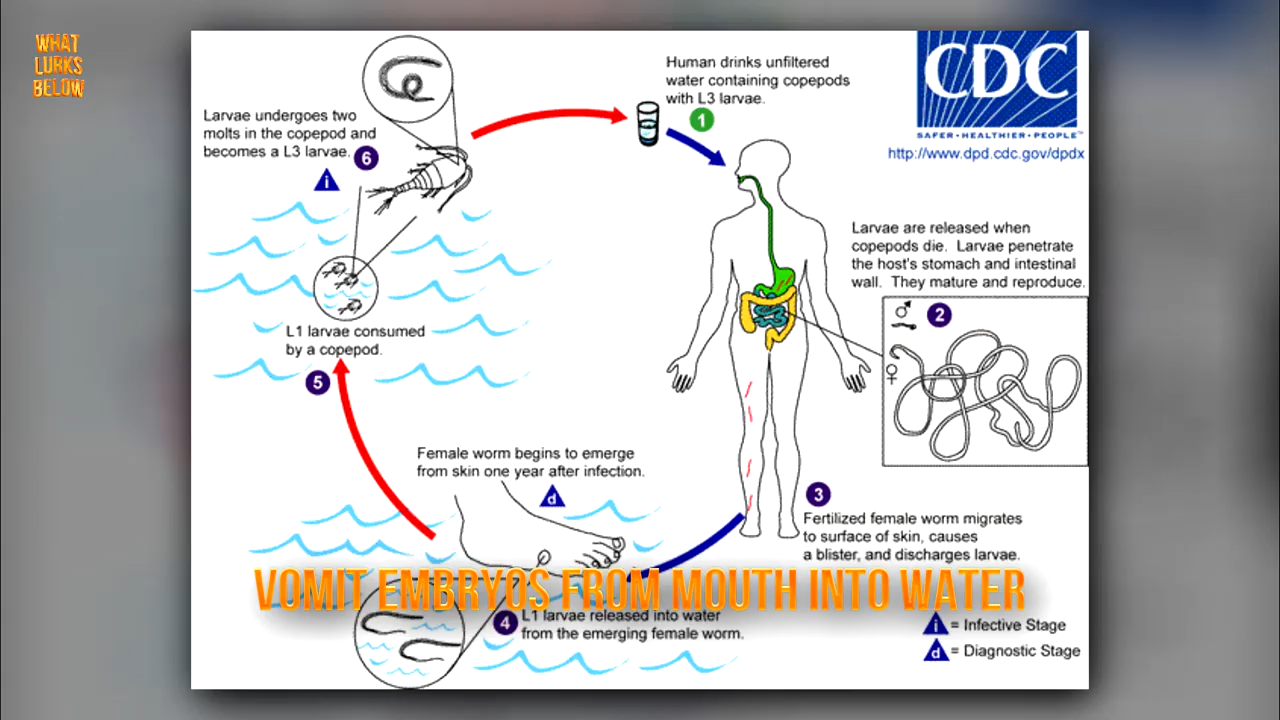 WHAT
LURKS
BELOW
Human drinks unfiltered
water containing copepods
with L3 larvae.
1
CDC
SAFER•HEALTHIER•PEOPLE™
http://www.dpd.cdc.gov/dpdx
Larvae undergoes two
molts in the copepod and
becomes a L3 larvae.
6
i
Larvae are released when
copepods die. Larvae penetrate
the host's stomach and intestinal
wall. They mature and reproduce.
♂
2
♀
L1 larvae consumed
by a copepod.
5
Female worm begins to emerge
from skin one year after infection.
d
3
Fertilized female worm migrates
to surface of skin, causes
a blister, and discharges larvae.
VOMIT EMBRYOS FROM MOUTH INTO WATER
4
L1 larvae released into water
from the emerging female worm.
i = Infective Stage
d = Diagnostic Stage